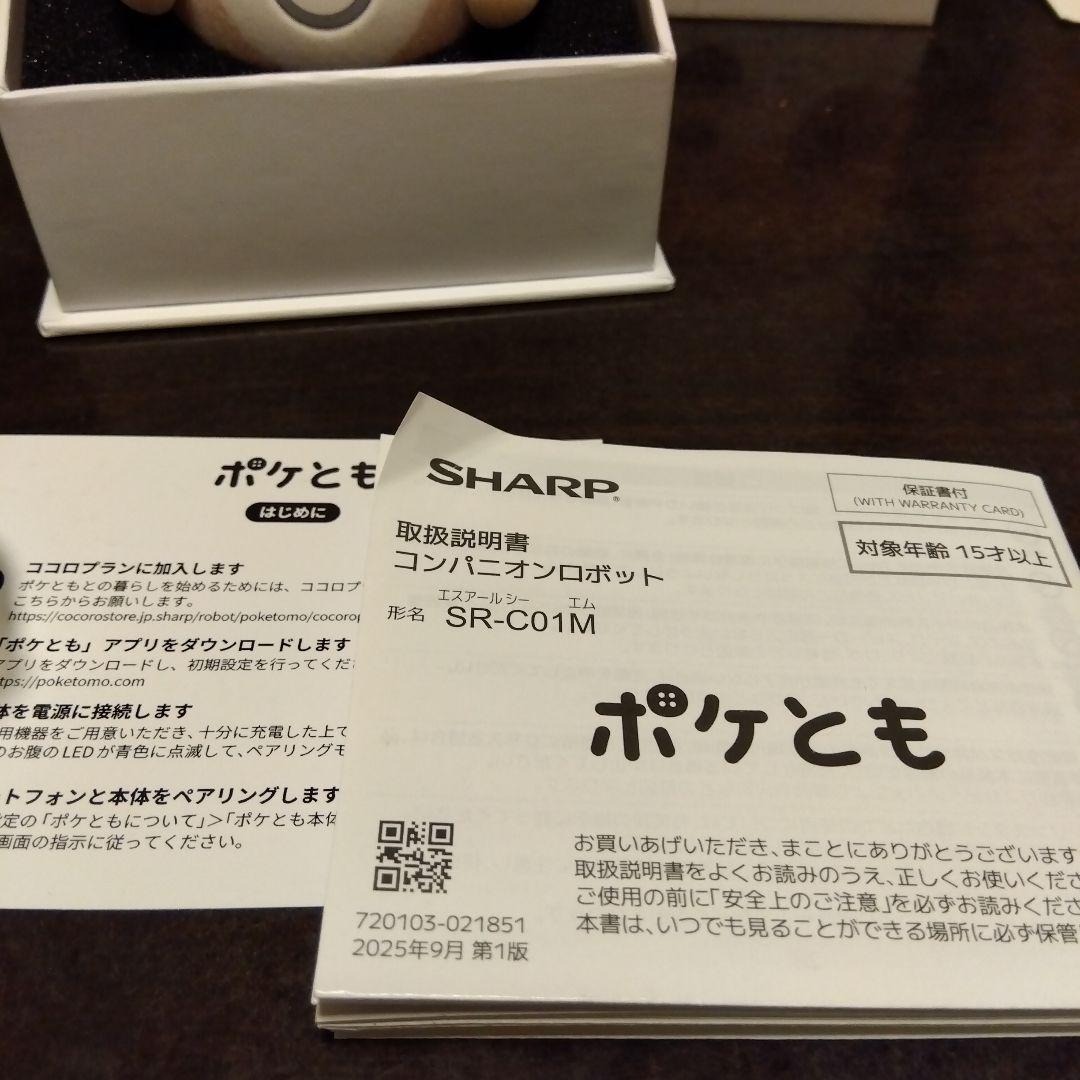 ポケとも
はじめに
ココロプランに加入します
ポケともとの暮らしを始めるためには、ココロプ
こちらからお願いします。
https://cocorostore.jp.sharp/robot/poketomo/cocorop
「ポケとも」アプリをダウンロードします
アプリをダウンロードし、初期設定を行ってくだ
tps://poketomo.com
体を電源に接続します
用機器をご用意いただき、十分に充電した上で
のお腹のLEDが青色に点滅して、ペアリングモ
トフォンと本体をペアリングします
定の「ポケともについて」>「ポケとも本体
画面の指示に従ってください。
SHARP®
保証書付
(WITH WARRANTY CARD)
対象年齢 15才以上
取扱説明書
コンパニオンロボット
エスアールシー エム
形名 SR-C01M
ポケとも
お買いあげいただき、まことにありがとうございます
取扱説明書をよくお読みのうえ、正しくお使いくださ
ご使用の前に「安全上のご注意」を必ずお読みくださ
本書は、いつでも見ることができる場所に必ず保管
720103-021851
2025年9月 第1版